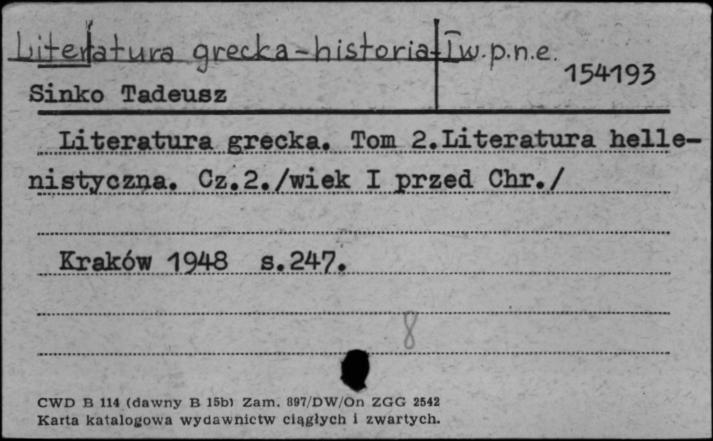 Literatura grecka-historia-I w.p.n.e.
154193
Sinko Tadeusz
Literatura grecka. Tom 2.Literatura helle-
nistyczna. Cz.2./wiek I przed Chr./
Kraków 1948 s.247.
8
CWD B 114 (dawny B 15b) Zam. 897/DW/On ZGG 2542
Karta katalogowa wydawnictw ciągłych i zwartych.